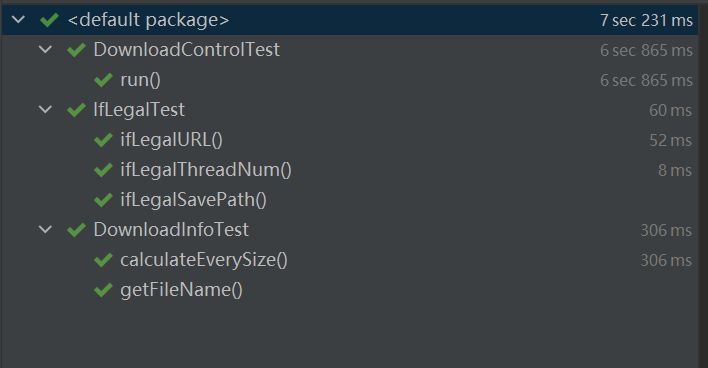 <default package> 7 sec 231 ms
DownloadControlTest 6 sec 865 ms
run() 6 sec 865 ms
IfLegalTest 60 ms
ifLegalURL() 52 ms
ifLegalThreadNum() 8 ms
ifLegalSavePath()
DownloadInfoTest 306 ms
calculateEverySize() 306 ms
getFileName()